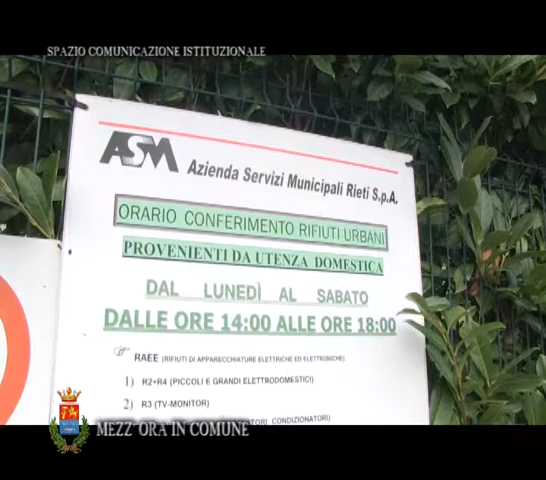 SPAZIO COMUNICAZIONE ISTITUZIONALE
ASM Azienda Servizi Municipali Rieti S.p.A.
ORARIO CONFERIMENTO RIFIUTI URBANI
PROVENIENTI DA UTENZA DOMESTICA
DAL LUNEDÌ AL SABATO
DALLE ORE 14:00 ALLE ORE 18:00
RAEE (RIFIUTI DI APPARECCHIATURE ELETTRICHE ED ELETTRONICHE)
1) R2+R4 (PICCOLI E GRANDI ELETTRODOMESTICI)
2) R3 (TV-MONITOR)
CONDIZIONATORI)
MEZZ'ORA IN COMUNE